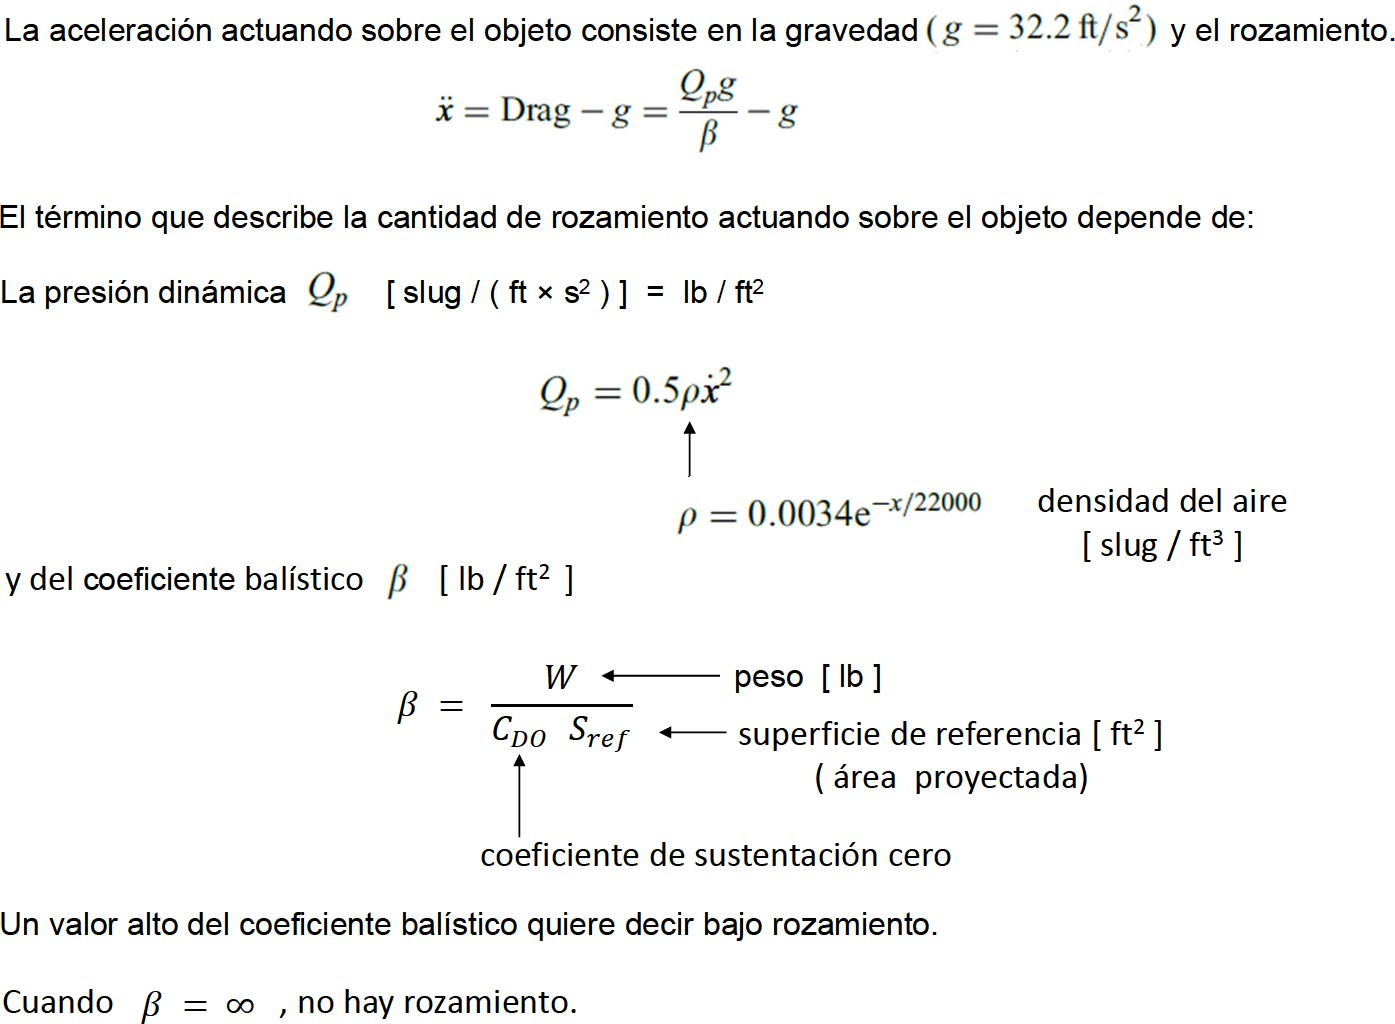 La aceleración actuando sobre el objeto consiste en la gravedad ( g = 32.2 ft/s² ) y el rozamiento.
ẍ = Drag − g = Qₚg / β − g
El término que describe la cantidad de rozamiento actuando sobre el objeto depende de:
La presión dinámica Qₚ [ slug / ( ft × s² ) ] = lb / ft²
Qₚ = 0.5ρẋ²
ρ = 0.0034e^(−x/22000) densidad del aire
[ slug / ft³ ]
y del coeficiente balístico β [ lb / ft² ]
β = W / (C_DO S_ref)
peso [ lb ]
superficie de referencia [ ft² ]
( área proyectada)
coeficiente de sustentación cero
Un valor alto del coeficiente balístico quiere decir bajo rozamiento.
Cuando β = ∞ , no hay rozamiento.